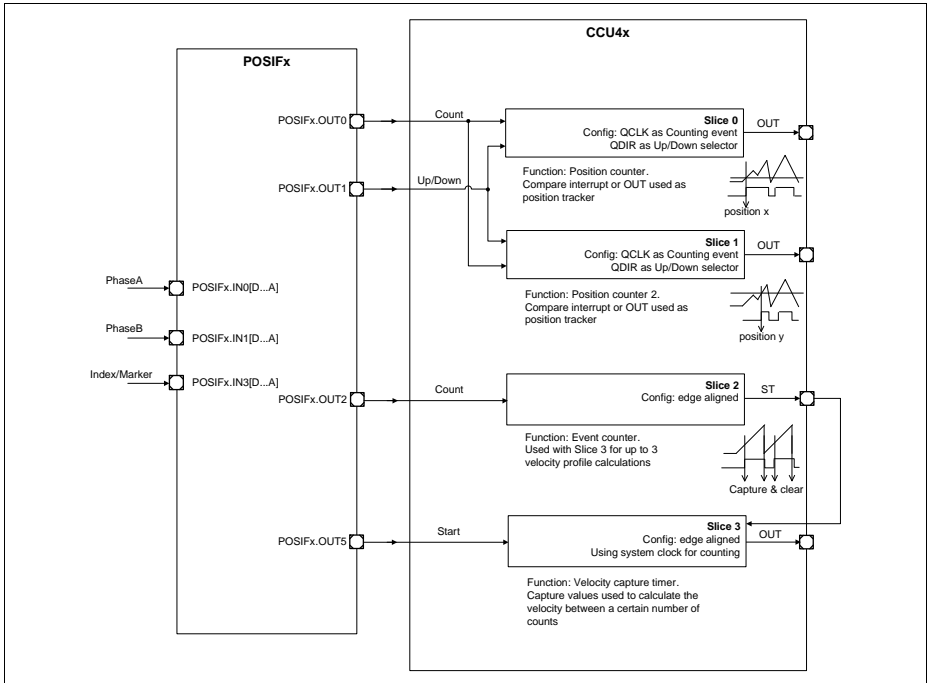 CCU4x
POSIFx
POSIFx.OUT0
Count
Slice 0
Config: QCLK as Counting event
QDIR as Up/Down selector
OUT
Function: Position counter.
Compare interrupt or OUT used as
position tracker
position x
POSIFx.OUT1
Up/Down
Slice 1
Config: QCLK as Counting event
QDIR as Up/Down selector
OUT
Function: Position counter 2.
Compare interrupt or OUT used as
position tracker
position y
PhaseA
POSIFx.IN0[D...A]
PhaseB
POSIFx.IN1[D...A]
Index/Marker
POSIFx.IN3[D...A]
POSIFx.OUT2
Count
Slice 2
Config: edge aligned
ST
Function: Event counter.
Used with Slice 3 for up to 3
velocity profile calculations
Capture & clear
POSIFx.OUT5
Start
Slice 3
Config: edge aligned
Using system clock for counting
OUT
Function: Velocity capture timer.
Capture values used to calculate the
velocity between a certain number of
counts